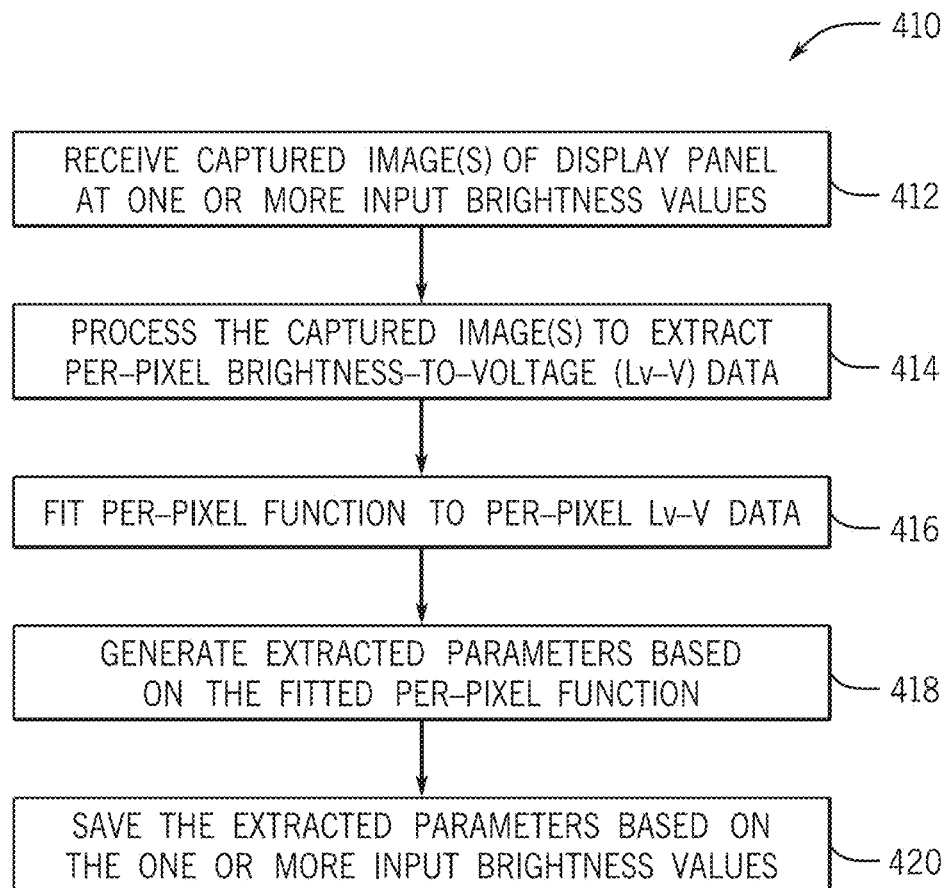 410
RECEIVE CAPTURED IMAGE(S) OF DISPLAY PANEL
AT ONE OR MORE INPUT BRIGHTNESS VALUES
412
PROCESS THE CAPTURED IMAGE(S) TO EXTRACT
PER–PIXEL BRIGHTNESS–TO–VOLTAGE (Lv–V) DATA
414
FIT PER–PIXEL FUNCTION TO PER–PIXEL Lv–V DATA
416
GENERATE EXTRACTED PARAMETERS BASED
ON THE FITTED PER–PIXEL FUNCTION
418
SAVE THE EXTRACTED PARAMETERS BASED ON
THE ONE OR MORE INPUT BRIGHTNESS VALUES
420